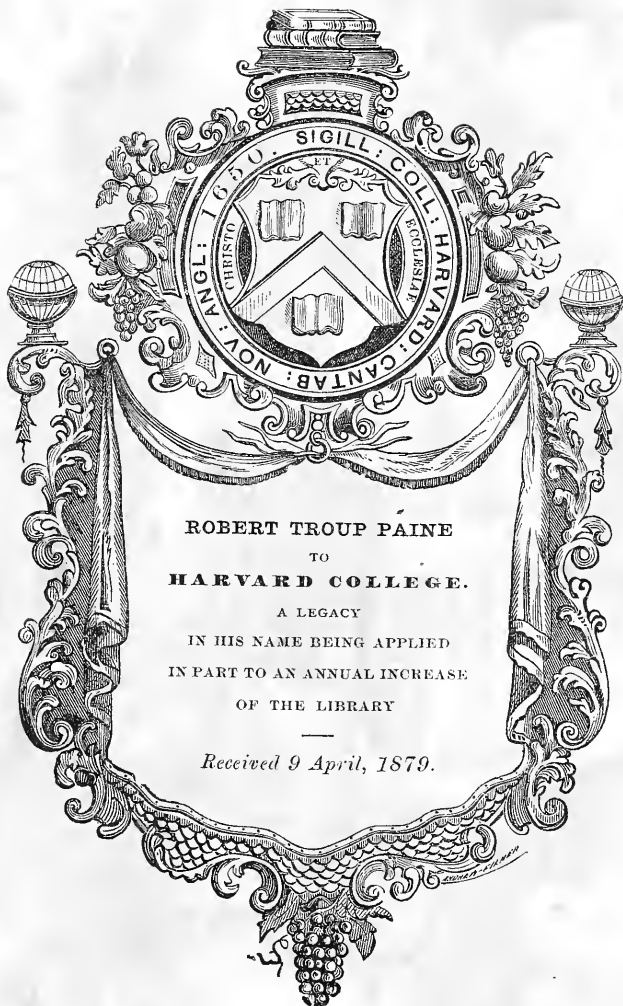 SIGILL: COLL: HARVARD: CANTAB: NOV: ANGL: 1650.
ET
CHRISTO
ECCLESIAE
ROBERT TROUP PAINE
TO
HARVARD COLLEGE.
A LEGACY
IN HIS NAME BEING APPLIED
IN PART TO AN ANNUAL INCREASE
OF THE LIBRARY
Received 9 April, 1879.